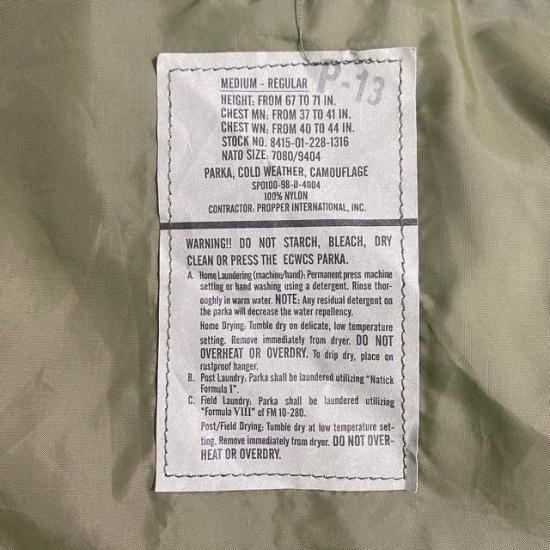 P-13
MEDIUM - REGULAR
HEIGHT: FROM 67 TO 71 IN.
CHEST MN: FROM 37 TO 41 IN.
CHEST WN: FROM 40 TO 44 IN.
STOCK NO. 8415-01-228-1316
NATO SIZE: 7080/9404
PARKA, COLD WEATHER, CAMOUFLAGE
SPO100-98-D-4004
100% NYLON
CONTRACTOR: PROPPER INTERNATIONAL, INC.
WARNING!! DO NOT STARCH, BLEACH, DRY
CLEAN OR PRESS THE ECWCS PARKA.
A. Home Laundering (machine/hand): Permanent press machine
setting or hand washing using a detergent. Rinse thor-
oughly in warm water. NOTE: Any residual detergent on
the parka will decrease the water repellency.
Home Drying: Tumble dry on delicate, low temperature
setting. Remove immediately from dryer. DO NOT
OVERHEAT OR OVERDRY. To drip dry, place on
rustproof hanger.
B. Post Laundry: Parka shall be laundered utilizing "Natick
Formula I".
C. Field Laundry: Parka shall be laundered utilizing
"Formula VIII" of FM 10-280.
Post/Field Drying: Tumble dry at low temperature set-
ting. Remove immediately from dryer. DO NOT OVER-
HEAT OR OVERDRY.